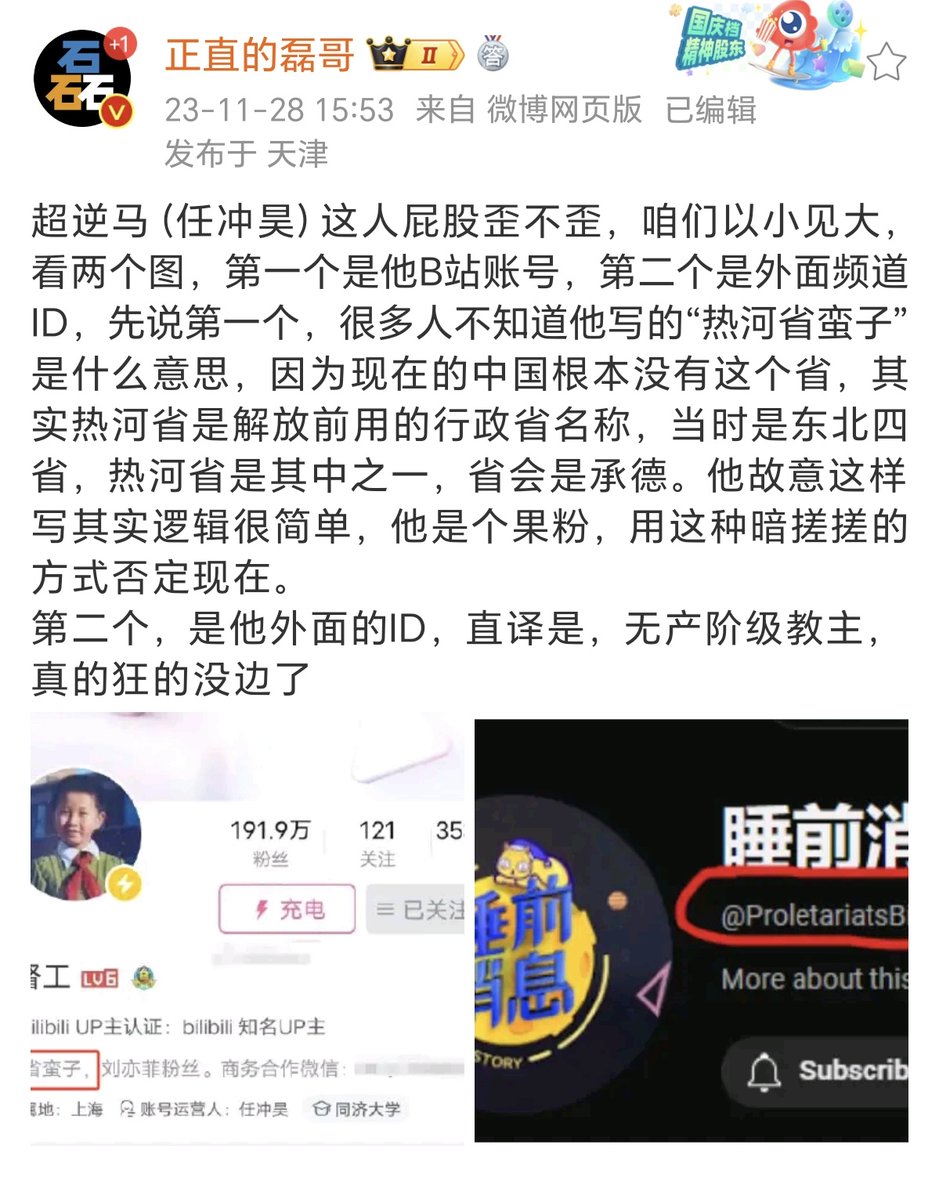 国庆档
精神股东
石
石石
+1
V
正直的磊哥
II
答
23-11-28 15:53 来自 微博网页版 已编辑
发布于 天津
超逆马 (任冲昊) 这人屁股歪不歪，咱们以小见大，
看两个图，第一个是他B站账号，第二个是外面频道
ID，先说第一个，很多人不知道他写的“热河省蛮子”
是什么意思，因为现在的中国根本没有这个省，其
实热河省是解放前用的行政省名称，当时是东北四
省，热河省是其中之一，省会是承德。他故意这样
写其实逻辑很简单，他是个果粉，用这种暗搓搓的
方式否定现在。
第二个，是他外面的ID，直译是，无产阶级教主，
真的狂的没边了
191.9万
121
35
粉丝
关注
充电
已关注
督工 LV6
ilibili UP主认证：bilibili 知名UP主
省蛮子，刘亦菲粉丝。商务合作微信：
属地：上海 账号运营人：任冲昊 同济大学
睡前消
@ProletariatsB
More about this
Subscrib
睡前
消息
STORY